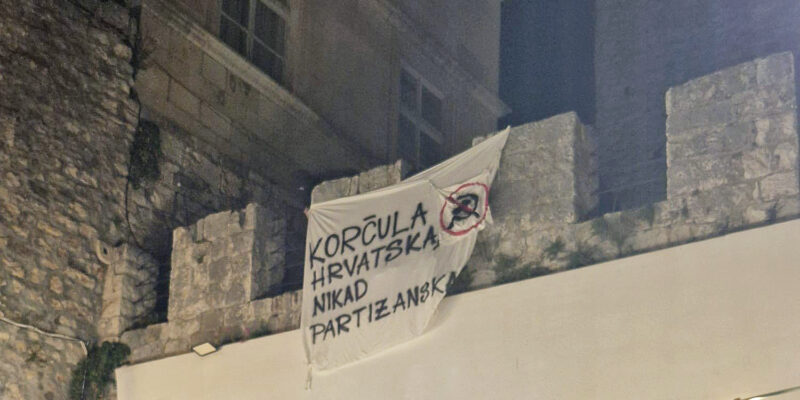 KORČULA
HRVATSKA,
NIKAD
PARTIZANSKA